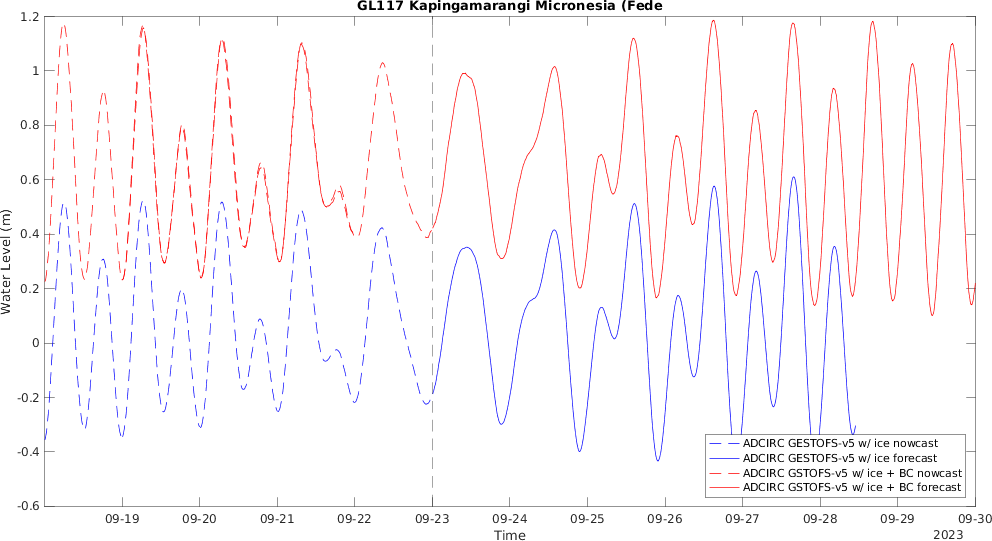 GL117 Kapingamarangi Micronesia (Fede
1.2
1
0.8
0.6
0.4
0.2
0
-0.2
-0.4
-0.6
Water Level (m)
ADCIRC GESTOFS-v5 w/ ice nowcast
ADCIRC GESTOFS-v5 w/ ice forecast
ADCIRC GSTOFS-v5 w/ ice + BC nowcast
ADCIRC GSTOFS-v5 w/ ice + BC forecast
09-19 09-20 09-21 09-22 09-23 09-24 09-25 09-26 09-27 09-28 09-29 09-30
Time
2023